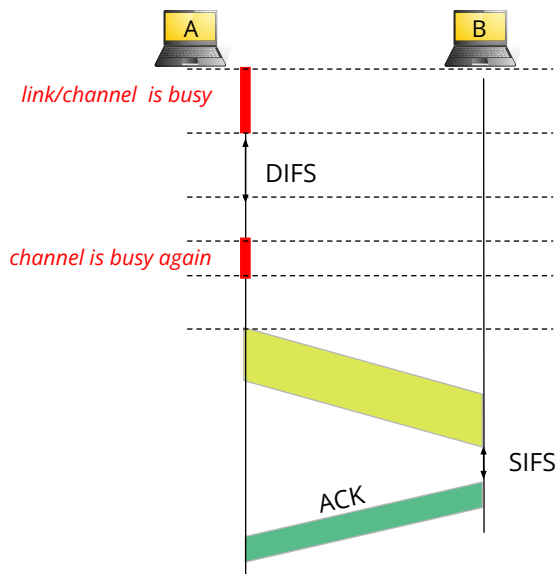 A
B
link/channel is busy
DIFS
channel is busy again
SIFS
ACK